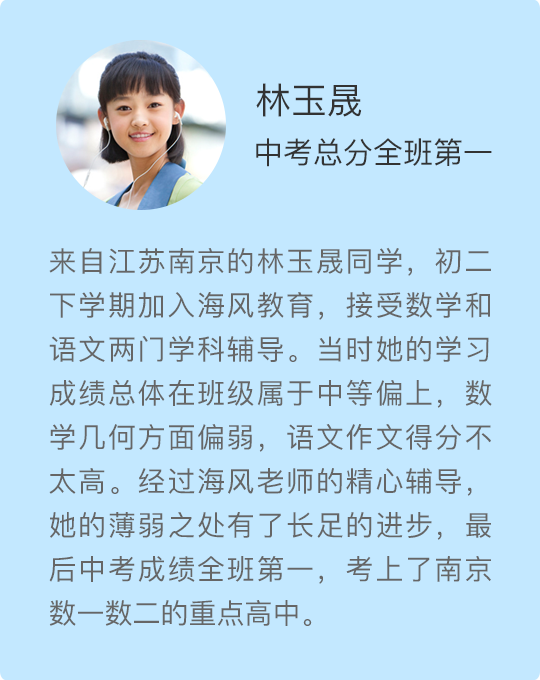 林玉晟
中考总分全班第一
来自江苏南京的林玉晟同学，初二
下学期加入海风教育，接受数学和
语文两门学科辅导。当时她的学习
成绩总体在班级属于中等偏上，数
学几何方面偏弱，语文作文得分不
太高。经过海风老师的精心辅导，
她的薄弱之处有了长足的进步，最
后中考成绩全班第一，考上了南京
数一数二的重点高中。